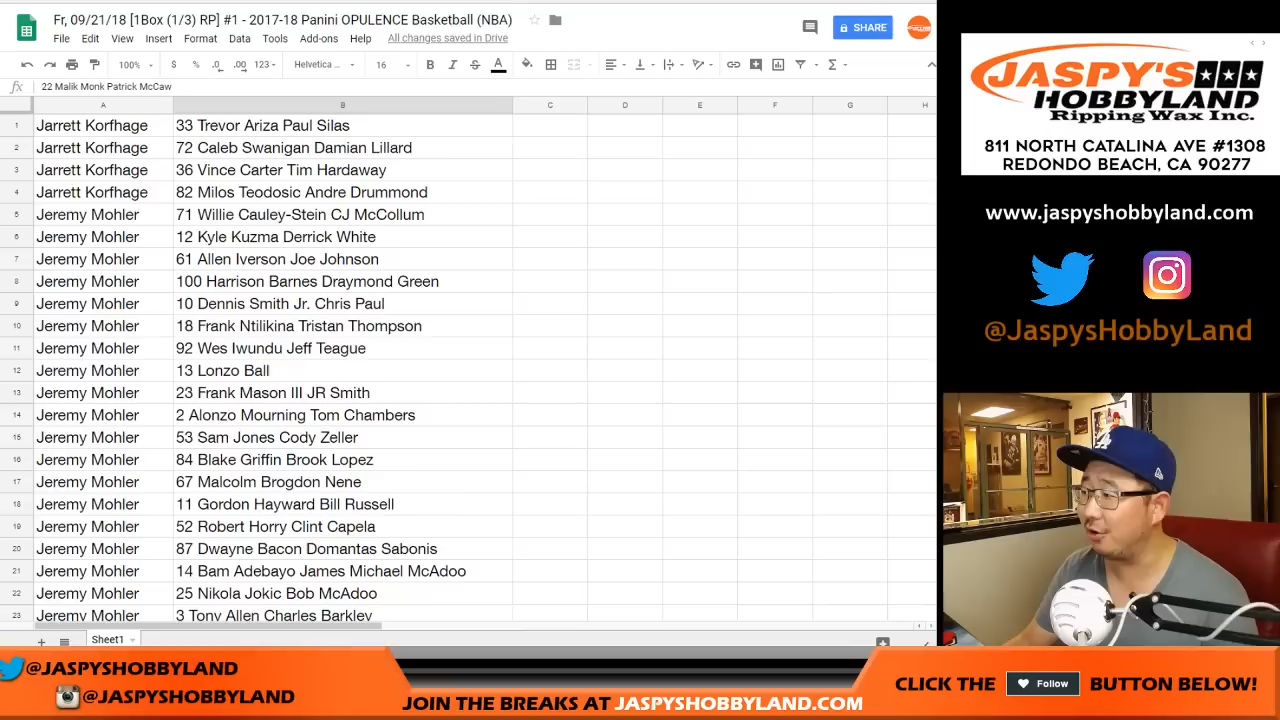 Fr, 09/21/18 [1Box (1/3) RP] #1 - 2017-18 Panini OPULENCE Basketball (NBA)
File Edit View Insert Format Data Tools Add-ons Help All changes saved in Drive
SHARE
100% $ % .0 .00 123 Helvetica ... 16 B I S A
fx 22 Malik Monk Patrick McCaw
A B C D E F G H
1 Jarrett Korfhage 33 Trevor Ariza Paul Silas
2 Jarrett Korfhage 72 Caleb Swanigan Damian Lillard
3 Jarrett Korfhage 36 Vince Carter Tim Hardaway
4 Jarrett Korfhage 82 Milos Teodosic Andre Drummond
5 Jeremy Mohler 71 Willie Cauley-Stein CJ McCollum
6 Jeremy Mohler 12 Kyle Kuzma Derrick White
7 Jeremy Mohler 61 Allen Iverson Joe Johnson
8 Jeremy Mohler 100 Harrison Barnes Draymond Green
9 Jeremy Mohler 10 Dennis Smith Jr. Chris Paul
10 Jeremy Mohler 18 Frank Ntilikina Tristan Thompson
11 Jeremy Mohler 92 Wes Iwundu Jeff Teague
12 Jeremy Mohler 13 Lonzo Ball
13 Jeremy Mohler 23 Frank Mason III JR Smith
14 Jeremy Mohler 2 Alonzo Mourning Tom Chambers
15 Jeremy Mohler 53 Sam Jones Cody Zeller
16 Jeremy Mohler 84 Blake Griffin Brook Lopez
17 Jeremy Mohler 67 Malcolm Brogdon Nene
18 Jeremy Mohler 11 Gordon Hayward Bill Russell
19 Jeremy Mohler 52 Robert Horry Clint Capela
20 Jeremy Mohler 87 Dwayne Bacon Domantas Sabonis
21 Jeremy Mohler 14 Bam Adebayo James Michael McAdoo
22 Jeremy Mohler 25 Nikola Jokic Bob McAdoo
23 Jeremy Mohler 3 Tony Allen Charles Barkley
Sheet1
JASPY'S
HOBBYLAND
Ripping Wax Inc.
811 NORTH CATALINA AVE #1308
REDONDO BEACH, CA 90277
www.jaspyshobbyland.com
@JaspysHobbyLand
@JASPYSHOBBYLAND
@JASPYSHOBBYLAND
JOIN THE BREAKS AT JASPYSHOBBYLAND.COM
CLICK THE Follow BUTTON BELOW!